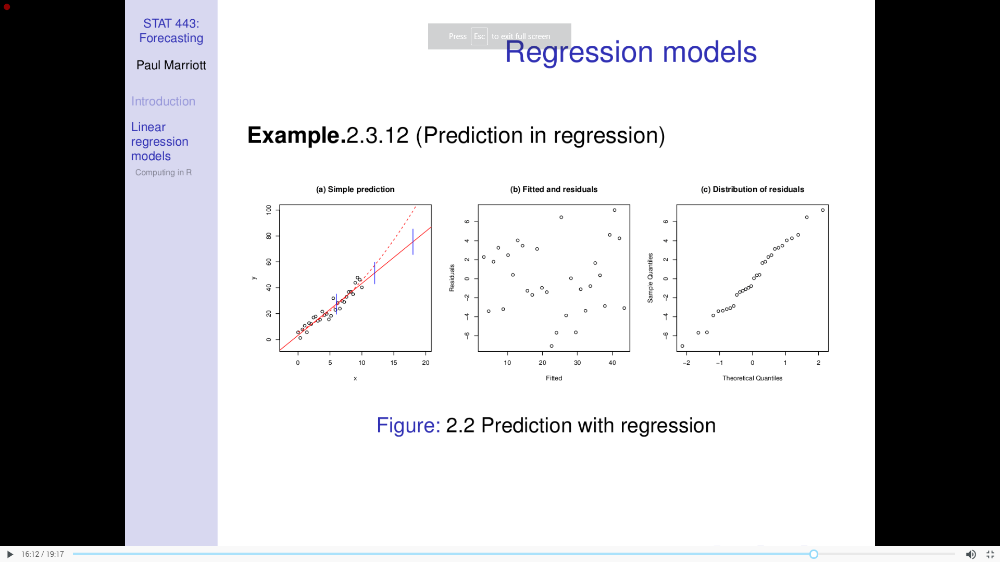 STAT 443:
Forecasting
Paul Marriott
Introduction
Linear
regression
models
Computing in R
Press Esc to exit full screen
Regression models
Example.2.3.12 (Prediction in regression)
(a) Simple prediction
y
0 20 40 60 80 100
0 5 10 15 20
x
(b) Fitted and residuals
Residuals
−6 −4 −2 0 2 4 6
10 20 30 40
Fitted
(c) Distribution of residuals
Sample Quantiles
−6 −4 −2 0 2 4 6
−2 −1 0 1 2
Theoretical Quantiles
Figure: 2.2 Prediction with regression
16:12 / 19:17